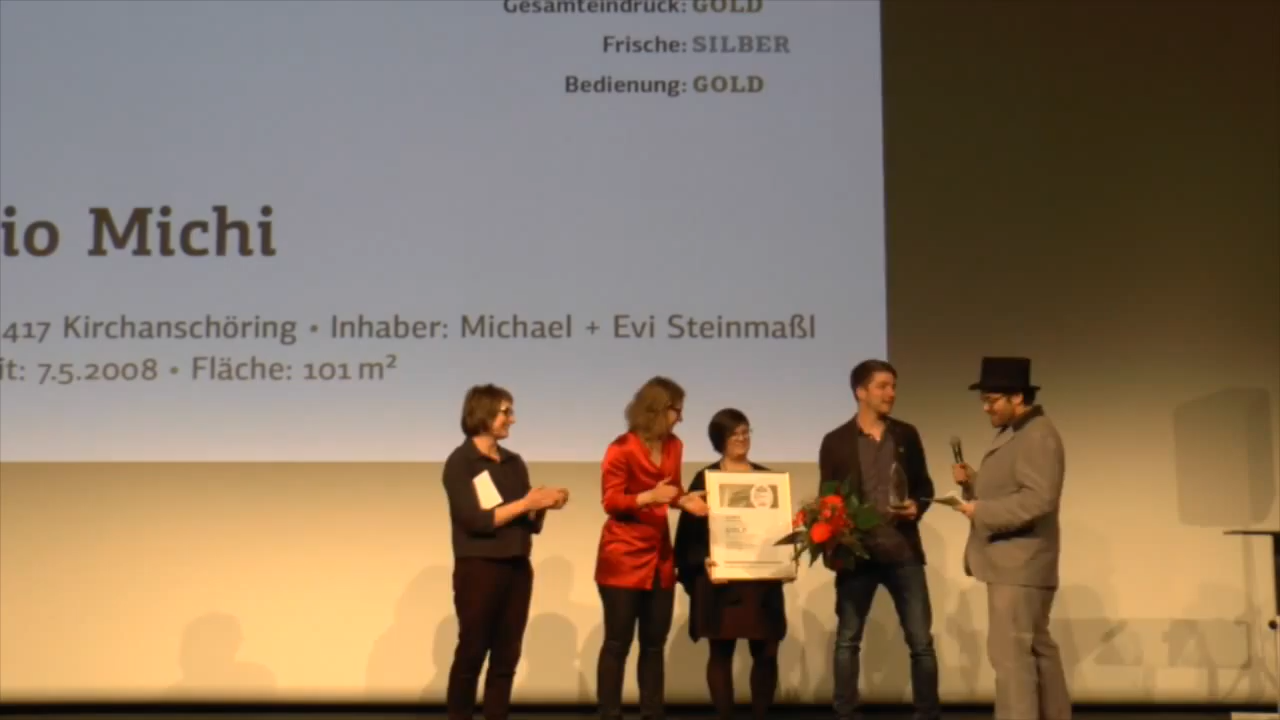 Gesamteindruck: GOLD
Frische: SILBER
Bedienung: GOLD
io Michi
417 Kirchanschöring • Inhaber: Michael + Evi Steinmaßl
it: 7.5.2008 • Fläche: 101 m²